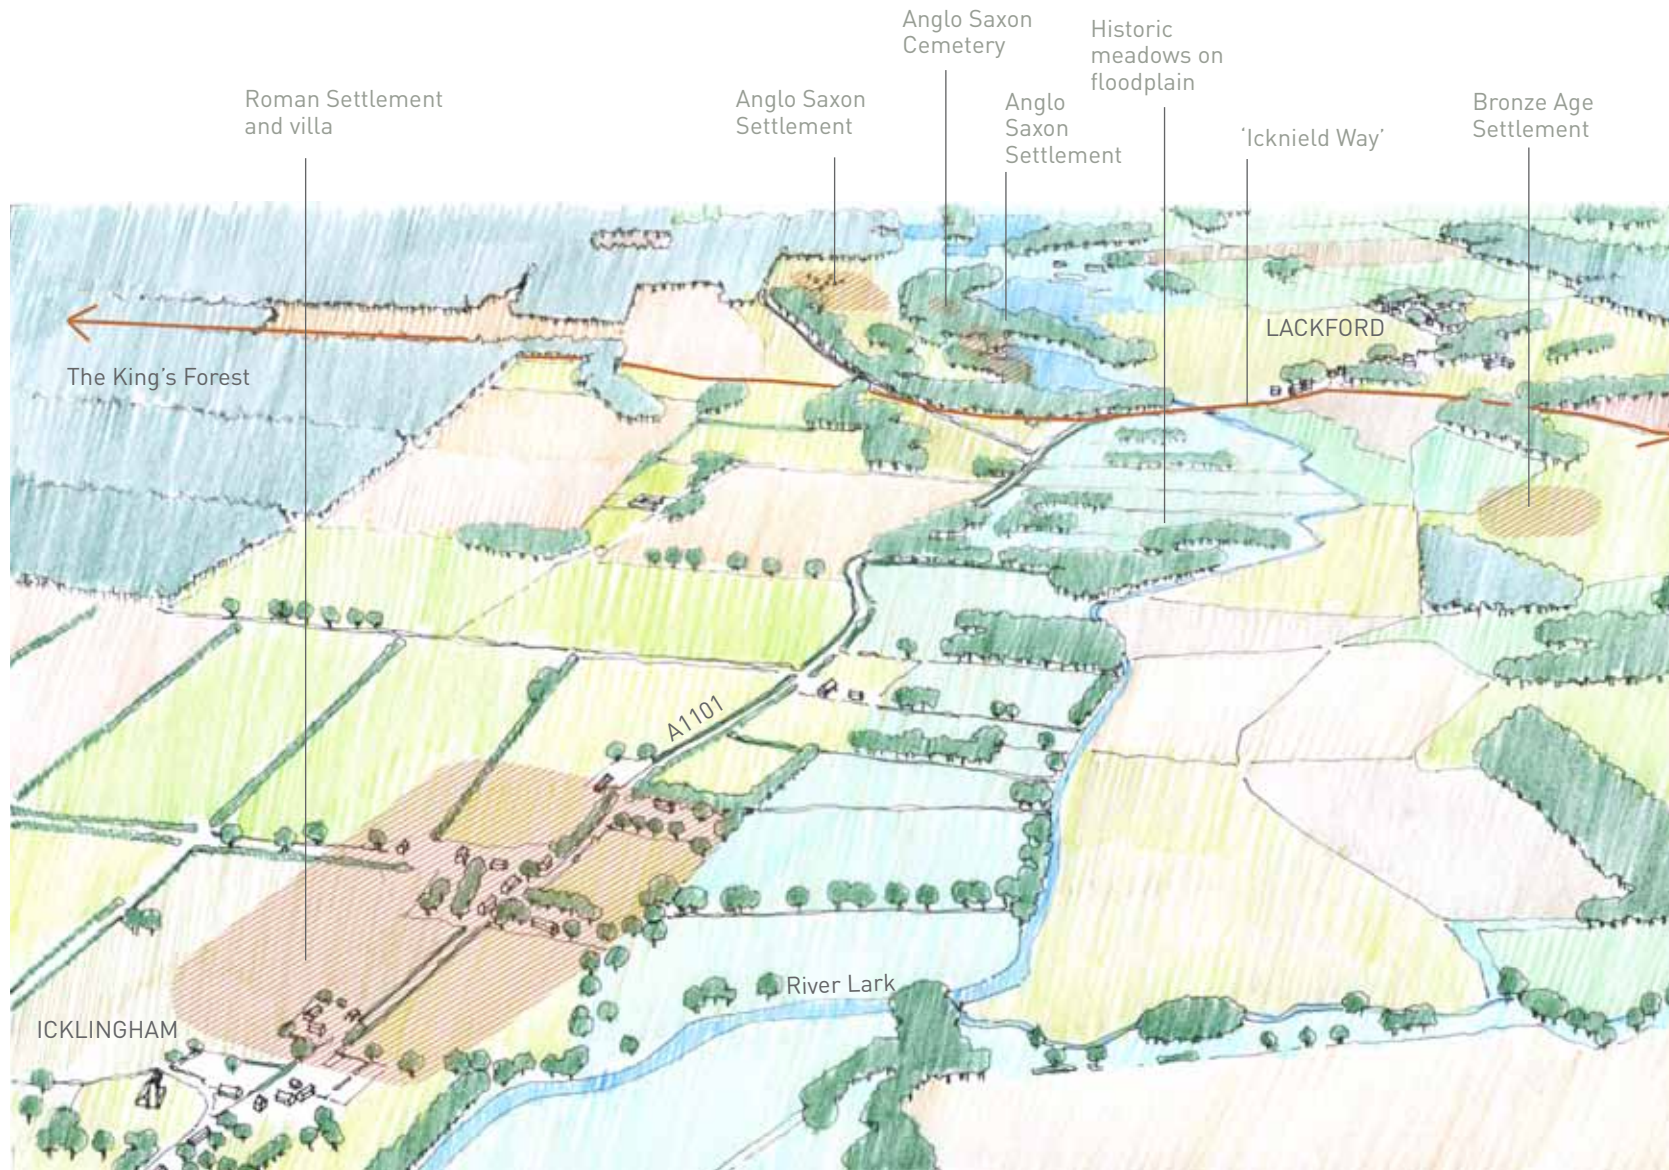 Anglo Saxon
Cemetery
Historic
meadows on
floodplain
Roman Settlement
and villa
Anglo Saxon
Settlement
Anglo
Saxon
Settlement
'Icknield Way'
Bronze Age
Settlement
LACKFORD
The King's Forest
A1101
River Lark
ICKLINGHAM